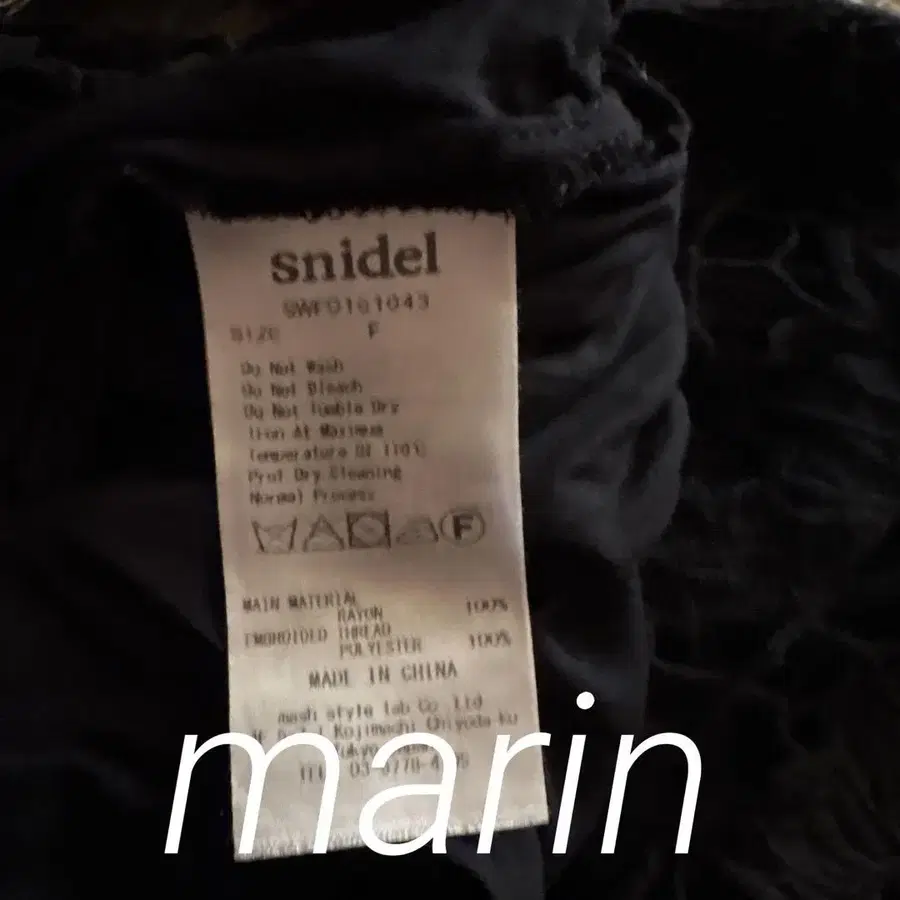 snidel
SWFO161043
SIZE F
Do Not Wash
Do Not Bleach
Do Not Tumble Dry
Iron At Maximum
Temperature Of 110℃
Prof Dry Cleaning
Normal Process
F
MAIN MATERIAL
RAYON 100%
EMBROIDED THREAD
POLYESTER 100%
MADE IN CHINA
mash style lab Co.,Ltd
Kojimachi Chiyoda-ku
Tokyo
TEL
marin